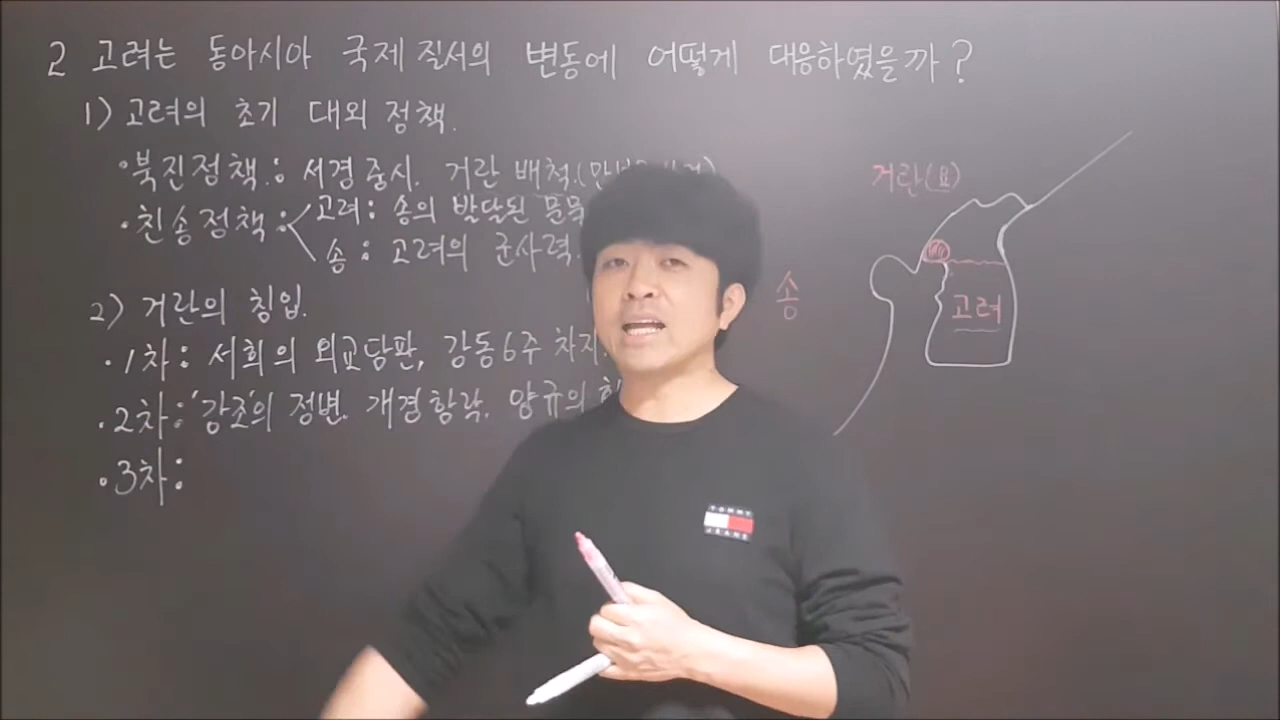 2 고려는 동아시아 국제 질서의 변동에 어떻게 대응하였을까?
1) 고려의 초기 대외 정책.
·북진정책 : 서경중시. 거란 배척.
·친송정책 : 고려 : 송의 발달된 문물
송 : 고려의 군사력.
2) 거란의 침입.
·1차 : 서희의 외교담판, 강동6주 차지.
·2차 : '강조'의 정변. 개경함락. 양규의
·3차 :
거란(요)
송
고려
TOMMY
JEANS